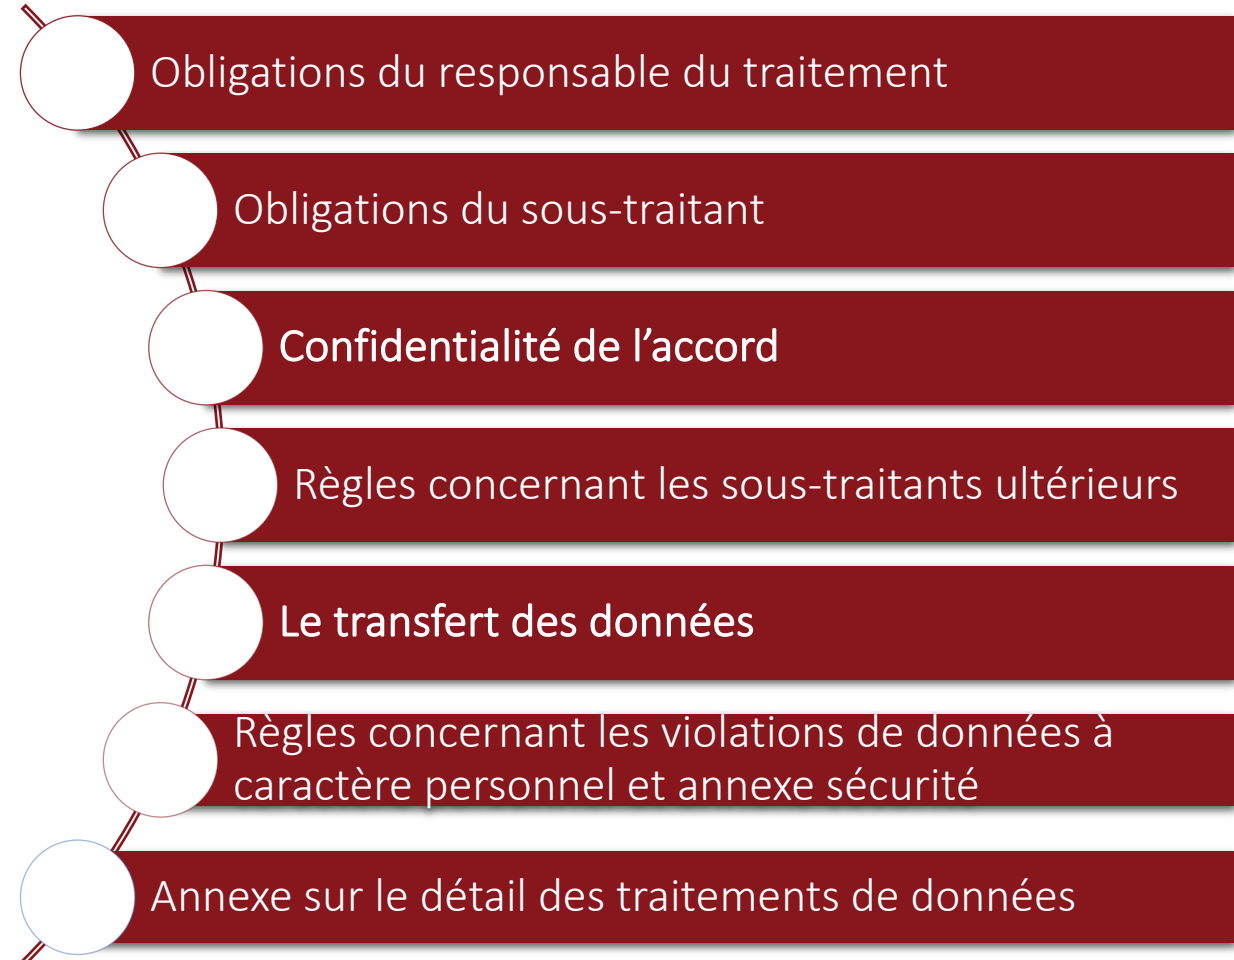 Obligations du responsable du traitement
Obligations du sous-traitant
Confidentialité de l’accord
Règles concernant les sous-traitants ultérieurs
Le transfert des données
Règles concernant les violations de données à
caractère personnel et annexe sécurité
Annexe sur le détail des traitements de données